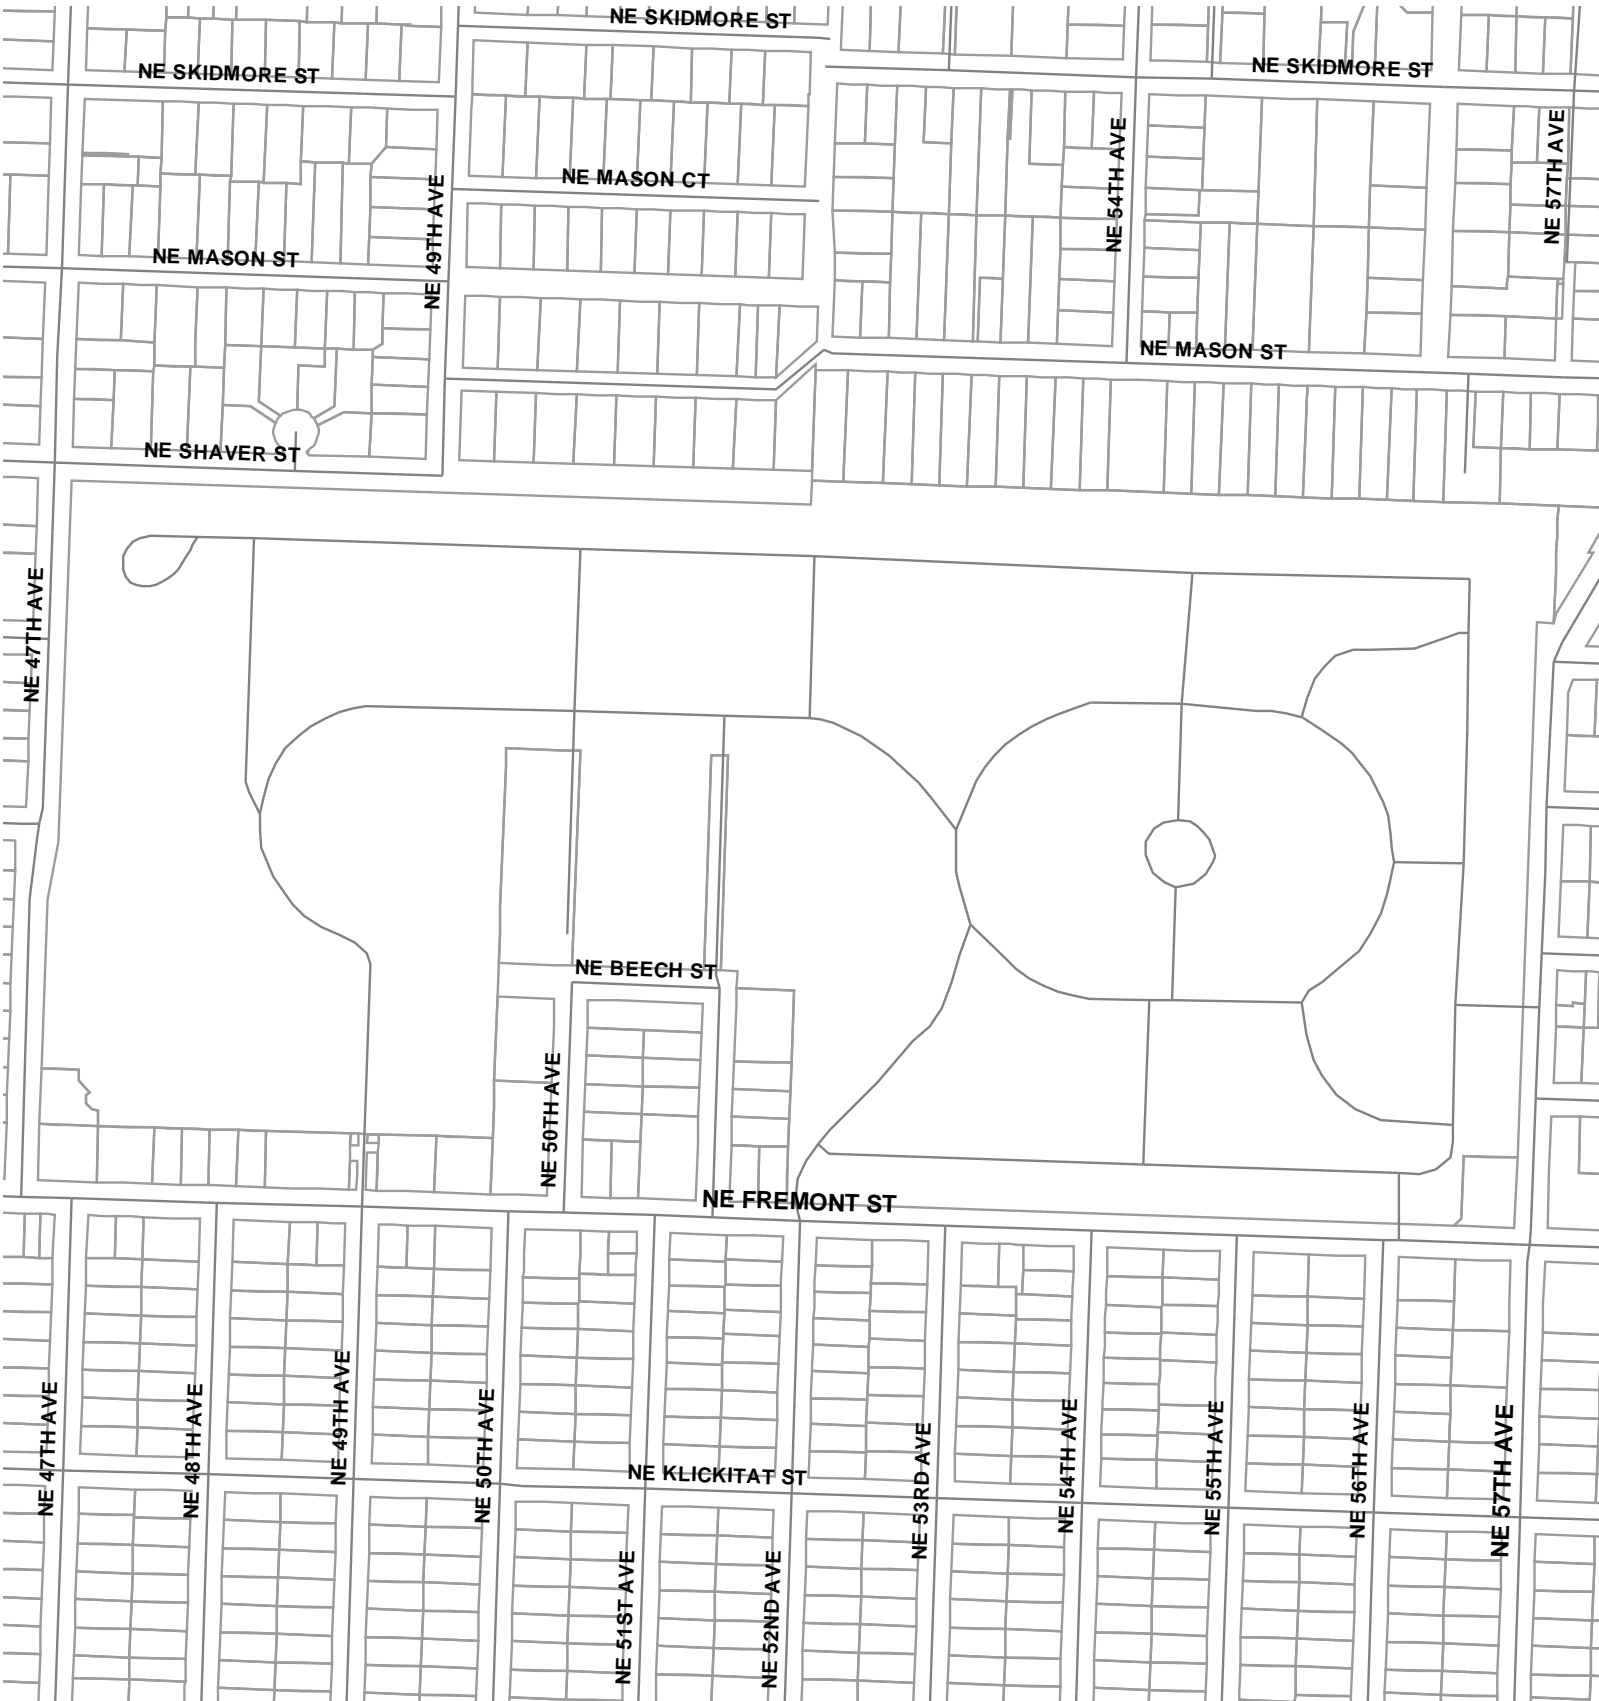 NE SKIDMORE ST
NE SKIDMORE ST
NE SKIDMORE ST
NE 57TH AVE
NE 54TH AVE
NE MASON CT
NE 49TH AVE
NE MASON ST
NE MASON ST
NE SHAVER ST
NE 47TH AVE
NE BEECH ST
NE 50TH AVE
NE FREMONT ST
NE 47TH AVE
NE 48TH AVE
NE 49TH AVE
NE 50TH AVE
NE KLICKITAT ST
NE 53RD AVE
NE 54TH AVE
NE 55TH AVE
NE 56TH AVE
NE 57TH AVE
NE 51ST AVE
NE 52ND AVE